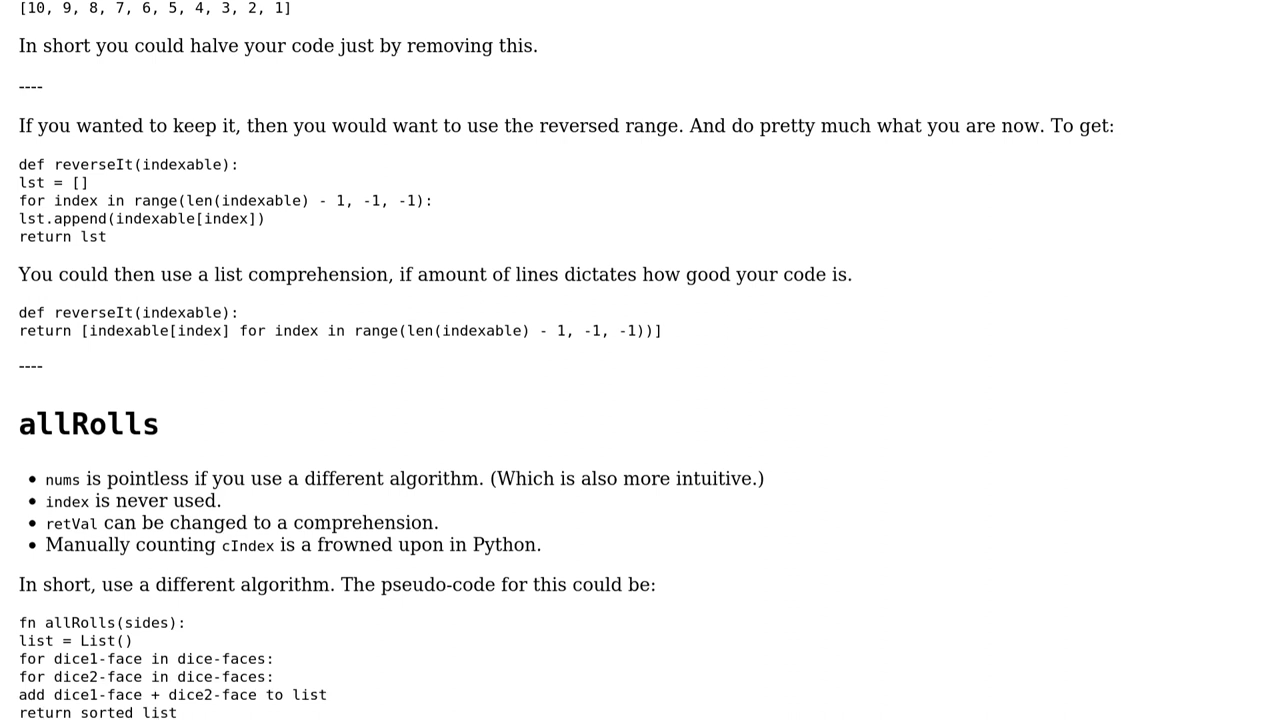 [10, 9, 8, 7, 6, 5, 4, 3, 2, 1]
In short you could halve your code just by removing this.
----
If you wanted to keep it, then you would want to use the reversed range. And do pretty much what you are now. To get:
def reverseIt(indexable):
lst = []
for index in range(len(indexable) - 1, -1, -1):
lst.append(indexable[index])
return lst
You could then use a list comprehension, if amount of lines dictates how good your code is.
def reverseIt(indexable):
return [indexable[index] for index in range(len(indexable) - 1, -1, -1))]
----
allRolls
• nums is pointless if you use a different algorithm. (Which is also more intuitive.)
• index is never used.
• retVal can be changed to a comprehension.
• Manually counting cIndex is a frowned upon in Python.
In short, use a different algorithm. The pseudo-code for this could be:
fn allRolls(sides):
list = List()
for dice1-face in dice-faces:
for dice2-face in dice-faces:
add dice1-face + dice2-face to list
return sorted list